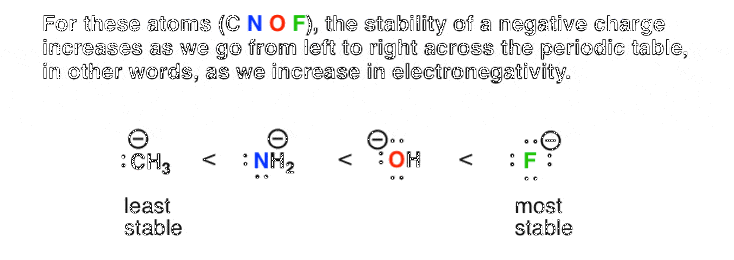 For these atoms (C N O F), the stability of a negative charge
increases as we go from left to right across the periodic table,
in other words, as we increase in electronegativity.
⊖ ⊖ ⊖ ⊖
:CH₃ < :NH₂ < :OH < :F:
least most
stable stable